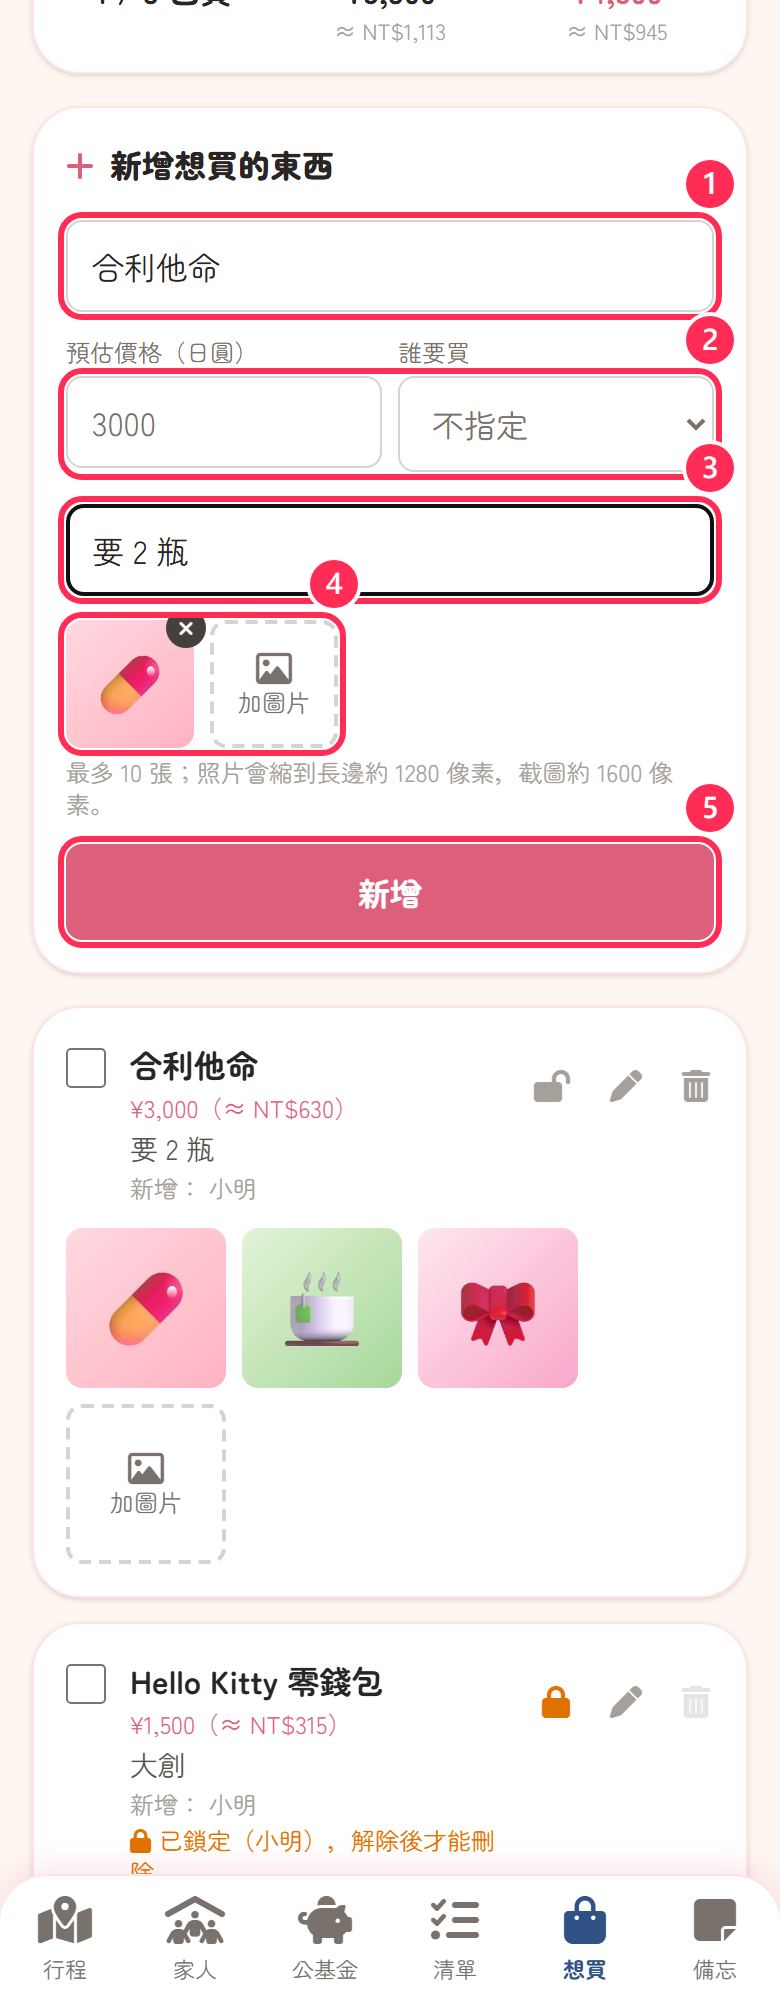 ≈ NT$1,113
≈ NT$945
新增想買的東西
1
合利他命
2
預估價格（日圓）
誰要買
3000
不指定
3
要 2 瓶
4
加圖片
最多 10 張；照片會縮到長邊約 1280 像素，截圖約 1600 像
素。
5
新增
合利他命
¥3,000（≈ NT$630）
要 2 瓶
新增： 小明
加圖片
Hello Kitty 零錢包
¥1,500（≈ NT$315）
大創
新增： 小明
已鎖定（小明），解除後才能刪
行程
家人
公基金
清單
想買
備忘